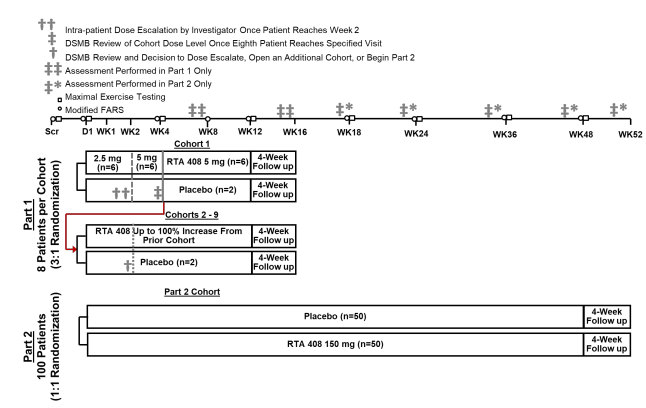 †† Intra-patient Dose Escalation by Investigator Once Patient Reaches Week 2
‡ DSMB Review of Cohort Dose Level Once Eighth Patient Reaches Specified Visit
† DSMB Review and Decision to Dose Escalate, Open an Additional Cohort, or Begin Part 2
‡‡ Assessment Performed in Part 1 Only
‡* Assessment Performed in Part 2 Only
Maximal Exercise Testing
Modified FARS
‡‡ ‡‡ ‡* ‡* ‡* ‡* ‡*
Scr D1 WK1 WK2 WK4 WK8 WK12 WK16 WK18 WK24 WK36 WK48 WK52
Part 1
8 Patients per Cohort
(3:1 Randomization)
Cohort 1
2.5 mg
(n=6)
5 mg
(n=6)
RTA 408 5 mg (n=6)
4-Week
Follow up
†† ‡ Placebo (n=2)
4-Week
Follow up
Cohorts 2 - 9
RTA 408 Up to 100% Increase From
Prior Cohort
4-Week
Follow up
† Placebo (n=2)
4-Week
Follow up
Part 2
100 Patients
(1:1 Randomization)
Part 2 Cohort
Placebo (n=50)
4-Week
Follow up
RTA 408 150 mg (n=50)
4-Week
Follow up